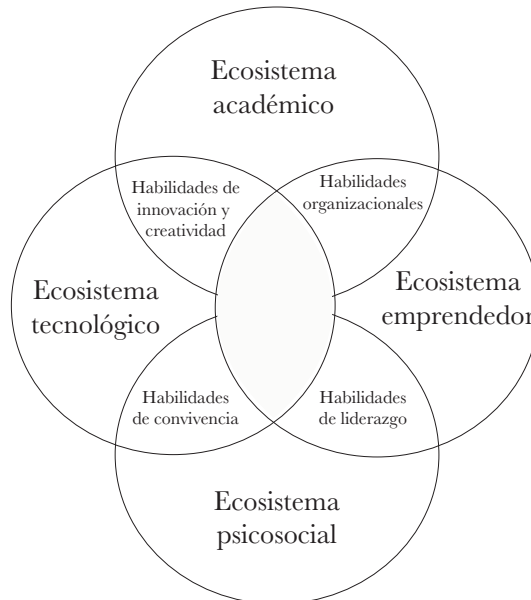 Ecosistema
académico
Habilidades de
innovación y
creatividad
Habilidades
organizacionales
Ecosistema
tecnológico
Ecosistema
emprendedor
Habilidades
de convivencia
Habilidades
de liderazgo
Ecosistema
psicosocial